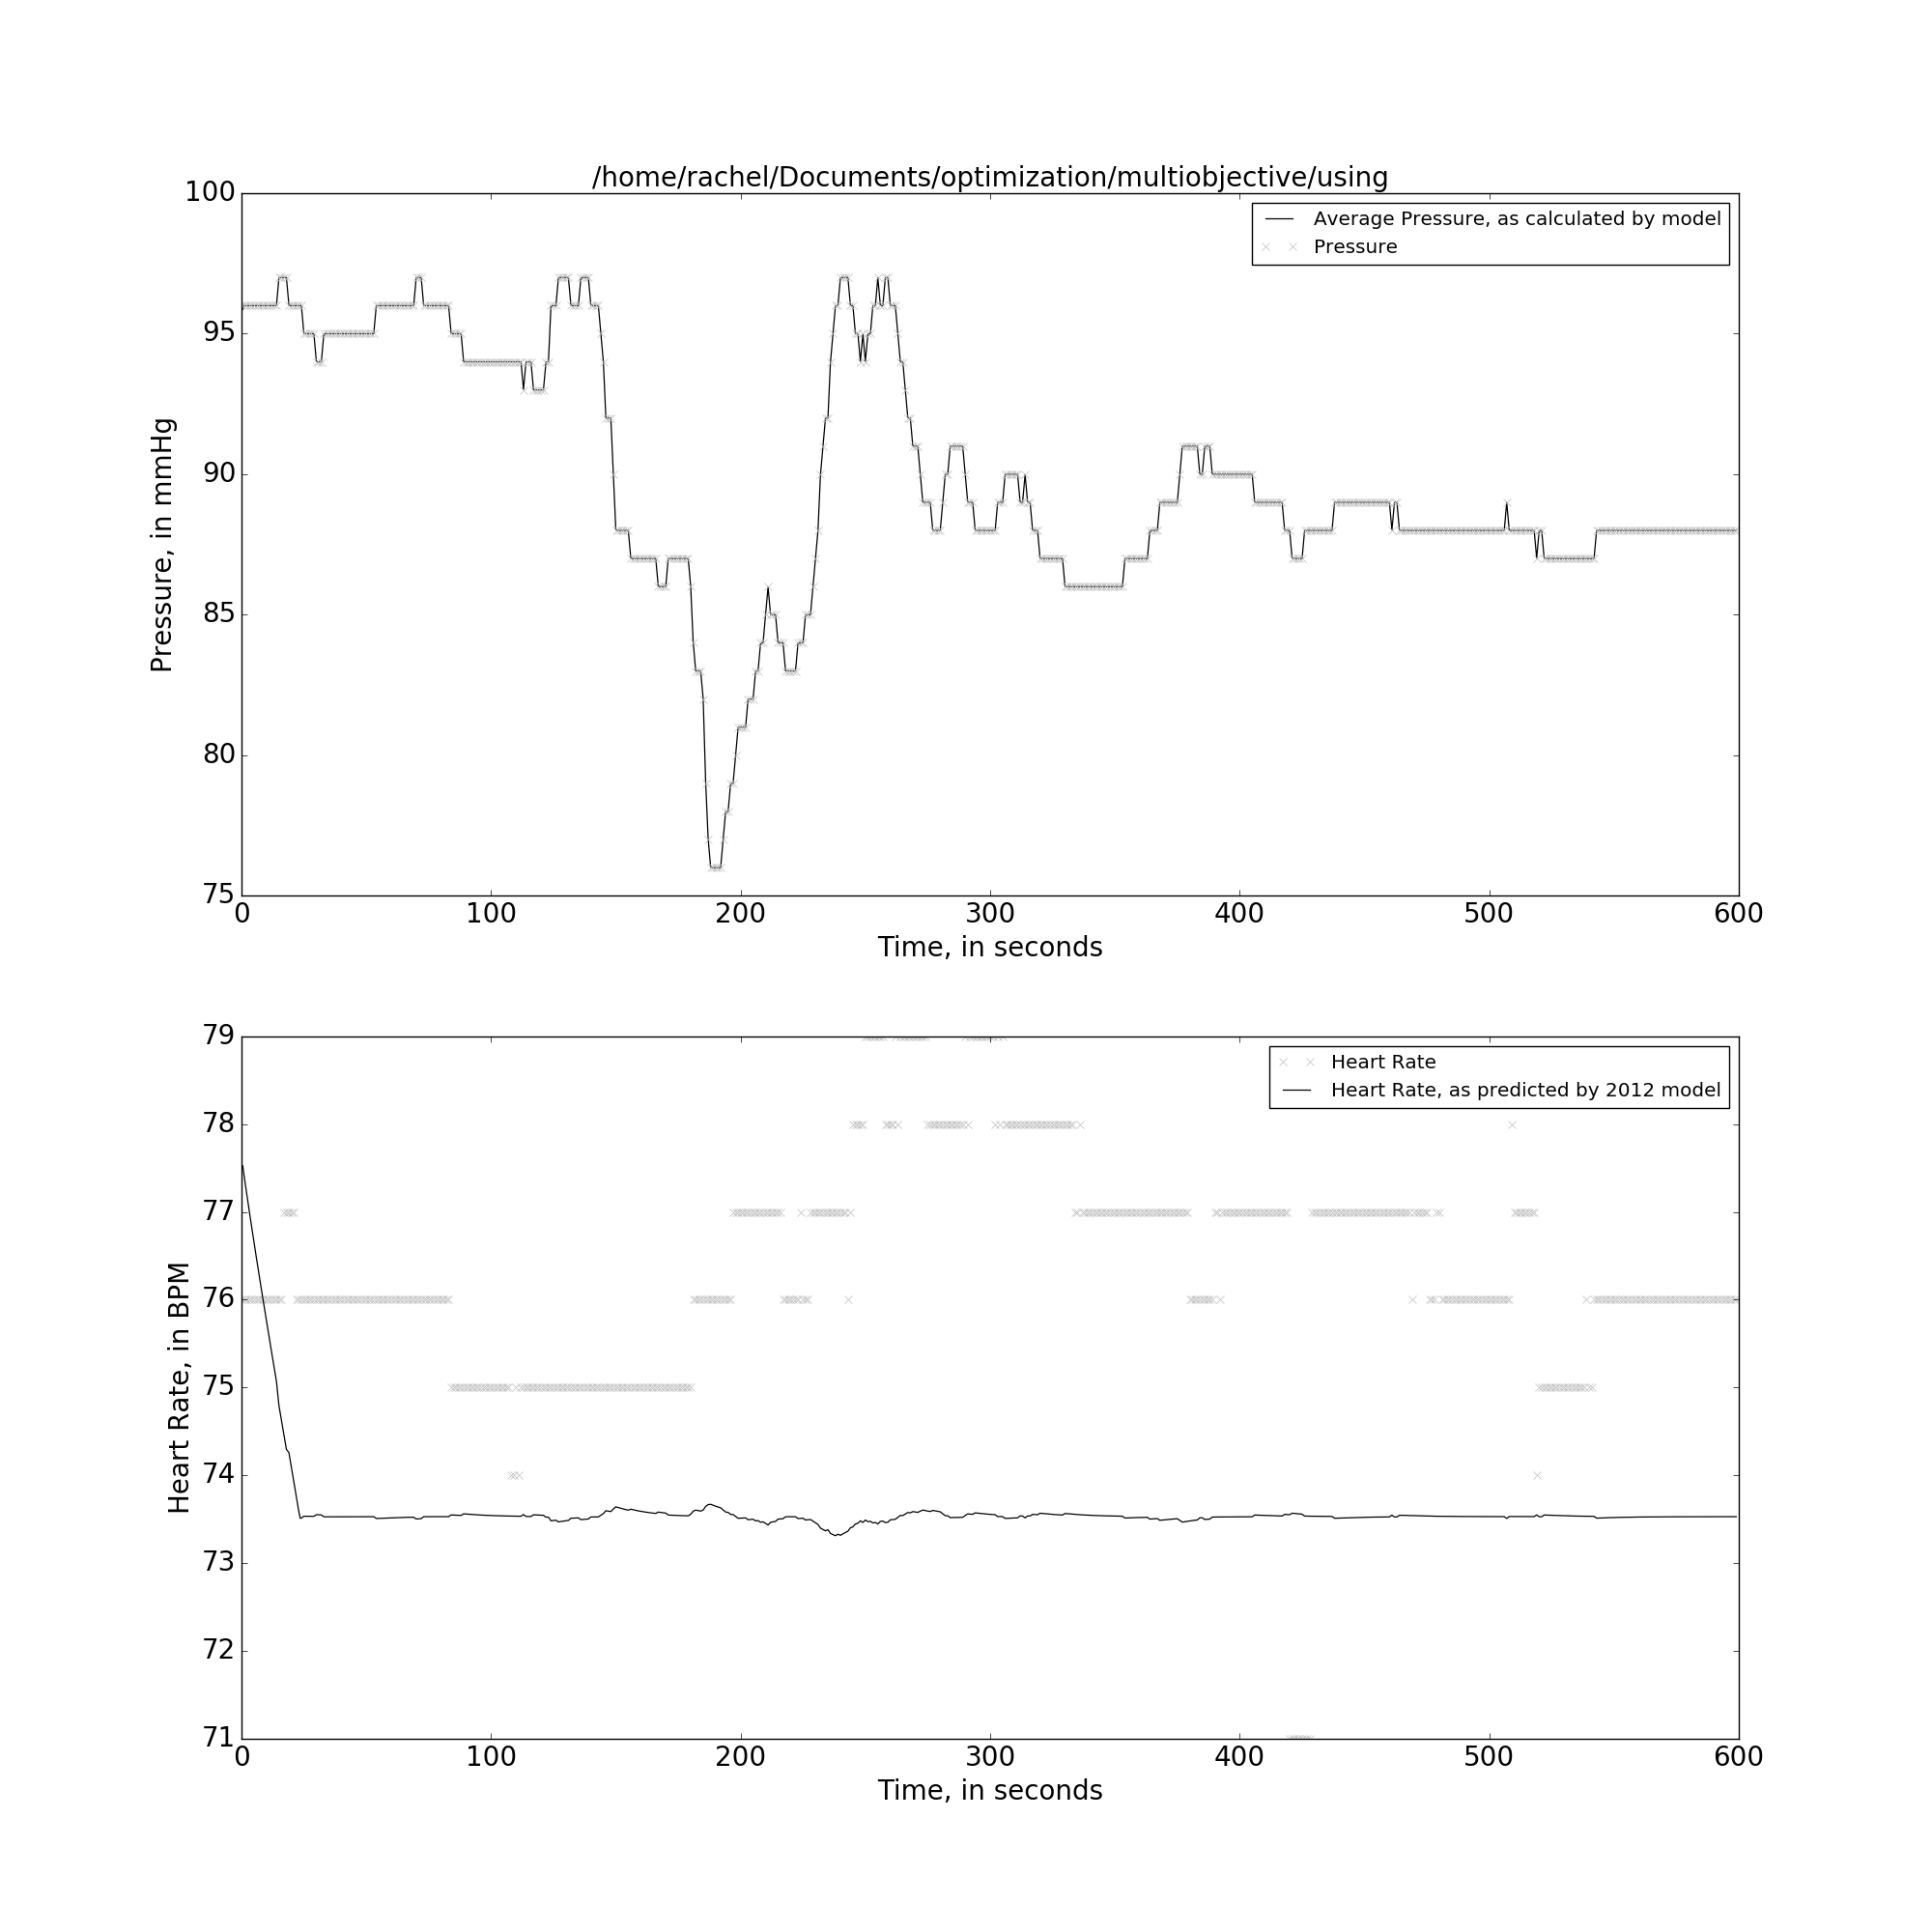 /home/rachel/Documents/optimization/multiobjective/using
100
95
90
85
80
75
Pressure, in mmHg
Average Pressure, as calculated by model
Pressure
0 100 200 300 400 500 600
Time, in seconds
79
78
77
76
75
74
73
72
71
Heart Rate, in BPM
Heart Rate
Heart Rate, as predicted by 2012 model
0 100 200 300 400 500 600
Time, in seconds